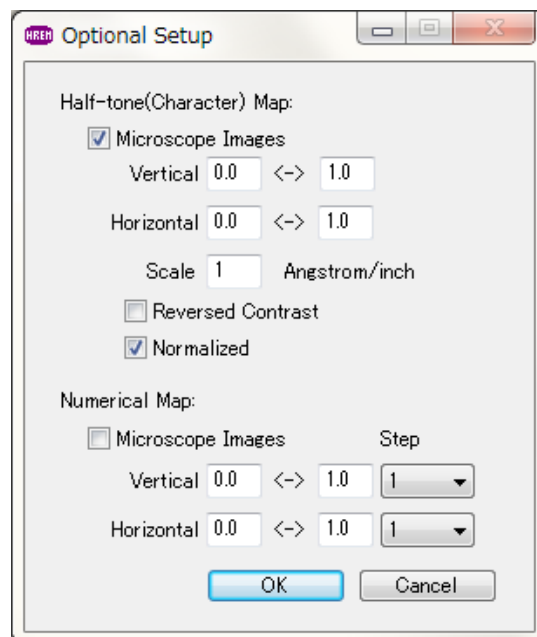 HREM Optional Setup
Half-tone(Character) Map:
Microscope Images
Vertical 0.0 <-> 1.0
Horizontal 0.0 <-> 1.0
Scale 1 Angstrom/inch
Reversed Contrast
Normalized
Numerical Map:
Microscope Images Step
Vertical 0.0 <-> 1.0 1
Horizontal 0.0 <-> 1.0 1
OK Cancel